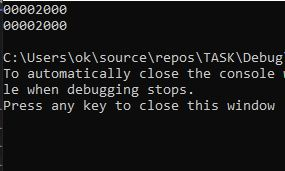 00002000
00002000
C:\Users\ok\source\repos\TASK\Debug
To automatically close the console
le when debugging stops.
Press any key to close this window